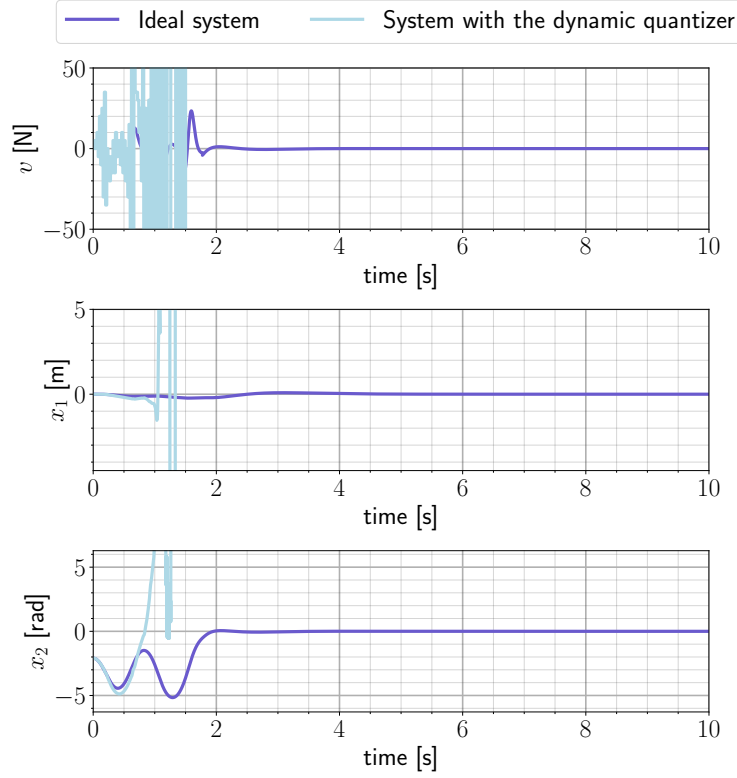 Ideal system
System with the dynamic quantizer
50
0
−50
v [N]
0 2 4 6 8 10
time [s]
5
0
x₁ [m]
0 2 4 6 8 10
time [s]
5
0
−5
x₂ [rad]
0 2 4 6 8 10
time [s]